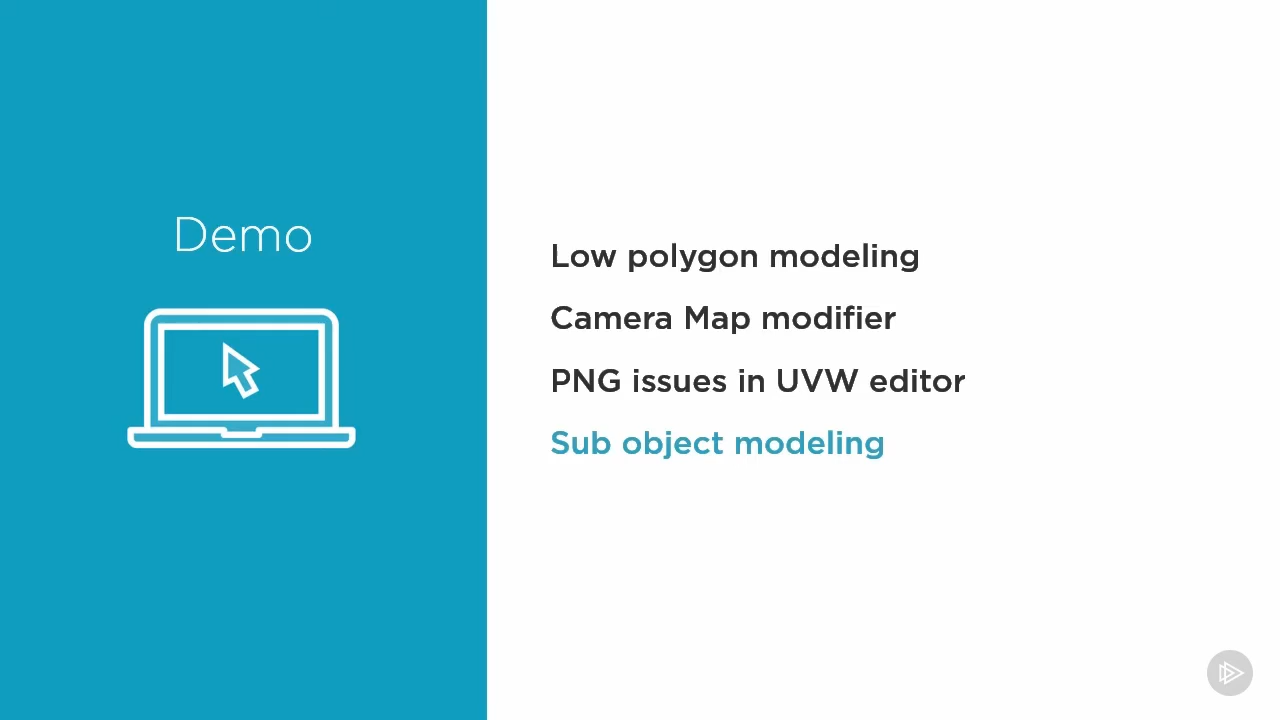 Demo
Low polygon modeling
Camera Map modifier
PNG issues in UVW editor
Sub object modeling